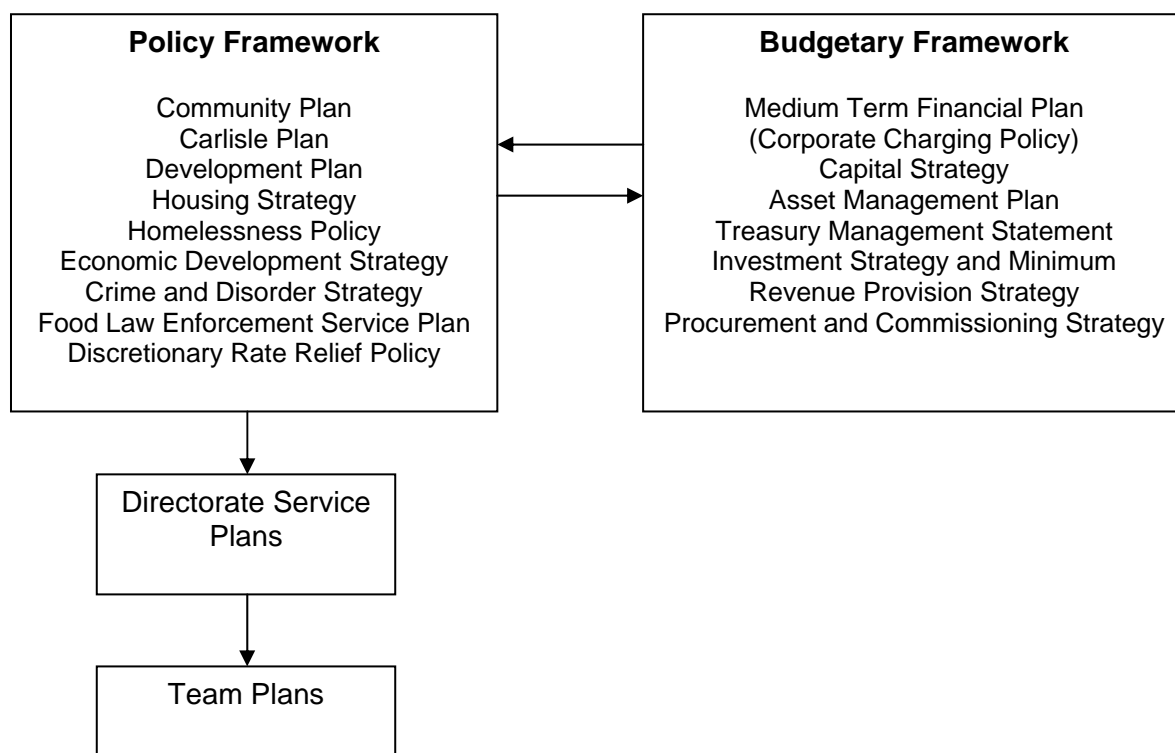 Policy Framework
Community Plan
Carlisle Plan
Development Plan
Housing Strategy
Homelessness Policy
Economic Development Strategy
Crime and Disorder Strategy
Food Law Enforcement Service Plan
Discretionary Rate Relief Policy
Budgetary Framework
Medium Term Financial Plan
(Corporate Charging Policy)
Capital Strategy
Asset Management Plan
Treasury Management Statement
Investment Strategy and Minimum
Revenue Provision Strategy
Procurement and Commissioning Strategy
Directorate Service
Plans
Team Plans